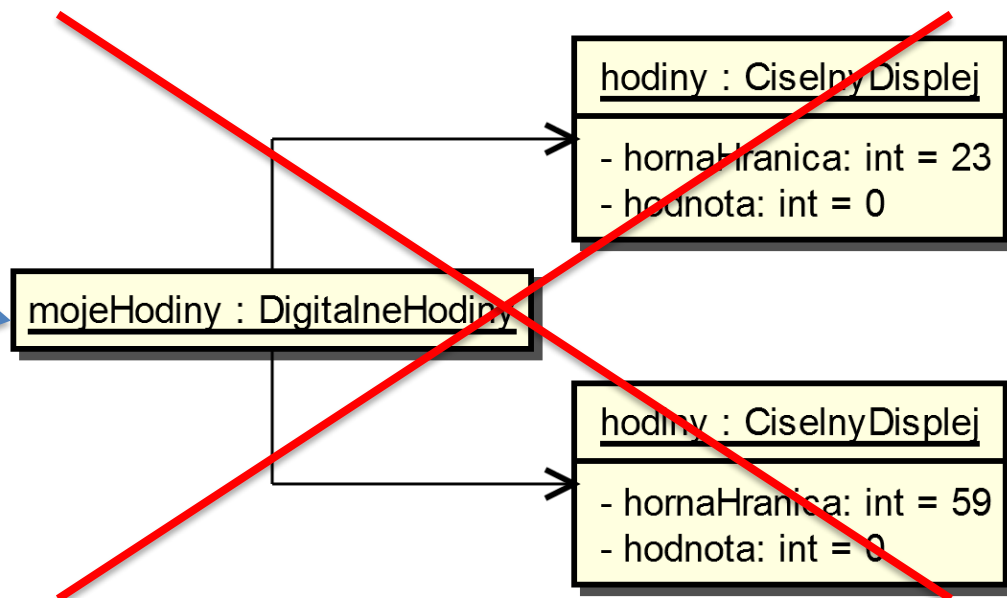 hodiny : CiselnyDisplej
- hornaHranica: int = 23
- hodnota: int = 0
mojeHodiny : DigitalneHodiny
hodiny : CiselnyDisplej
- hornaHranica: int = 59
- hodnota: int = 0